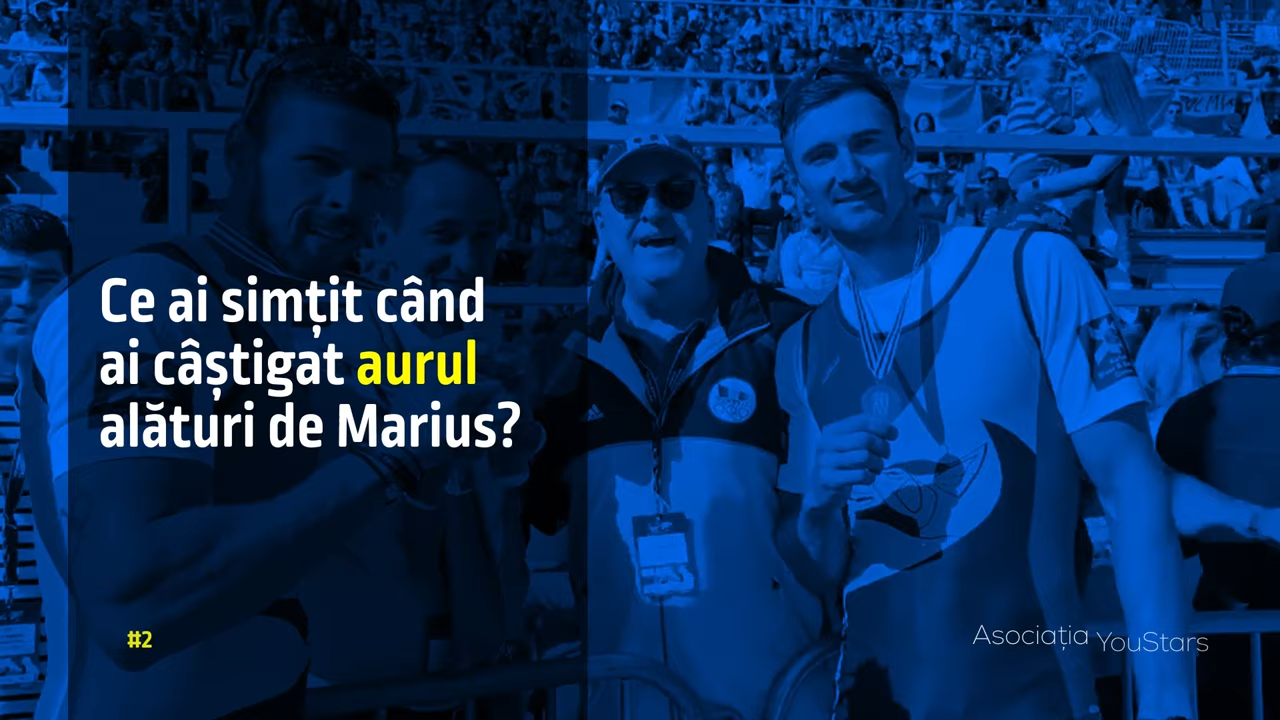 Ce ai simțit când
ai câștigat aurul
alături de Marius?
#2
Asociația YouStars